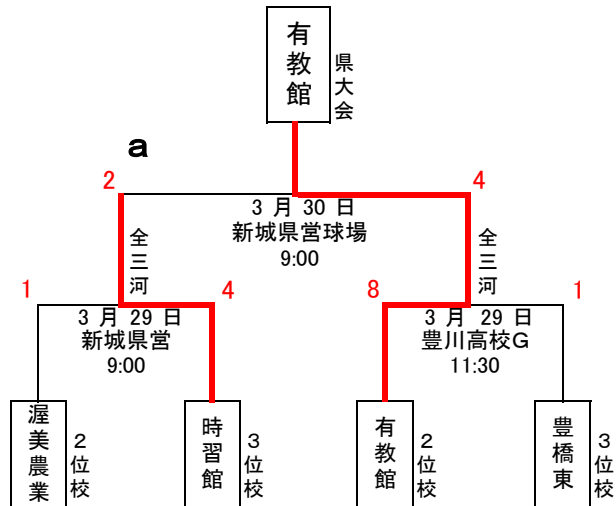 有教館
県大会
a
2
4
3 月 30 日
新城県営球場
9:00
全三河
全三河
1
4
8
1
3 月 29 日
新城県営
9:00
3 月 29 日
豊川高校G
11:30
渥美農業
2位校
時習館
3位校
有教館
2位校
豊橋東
3位校